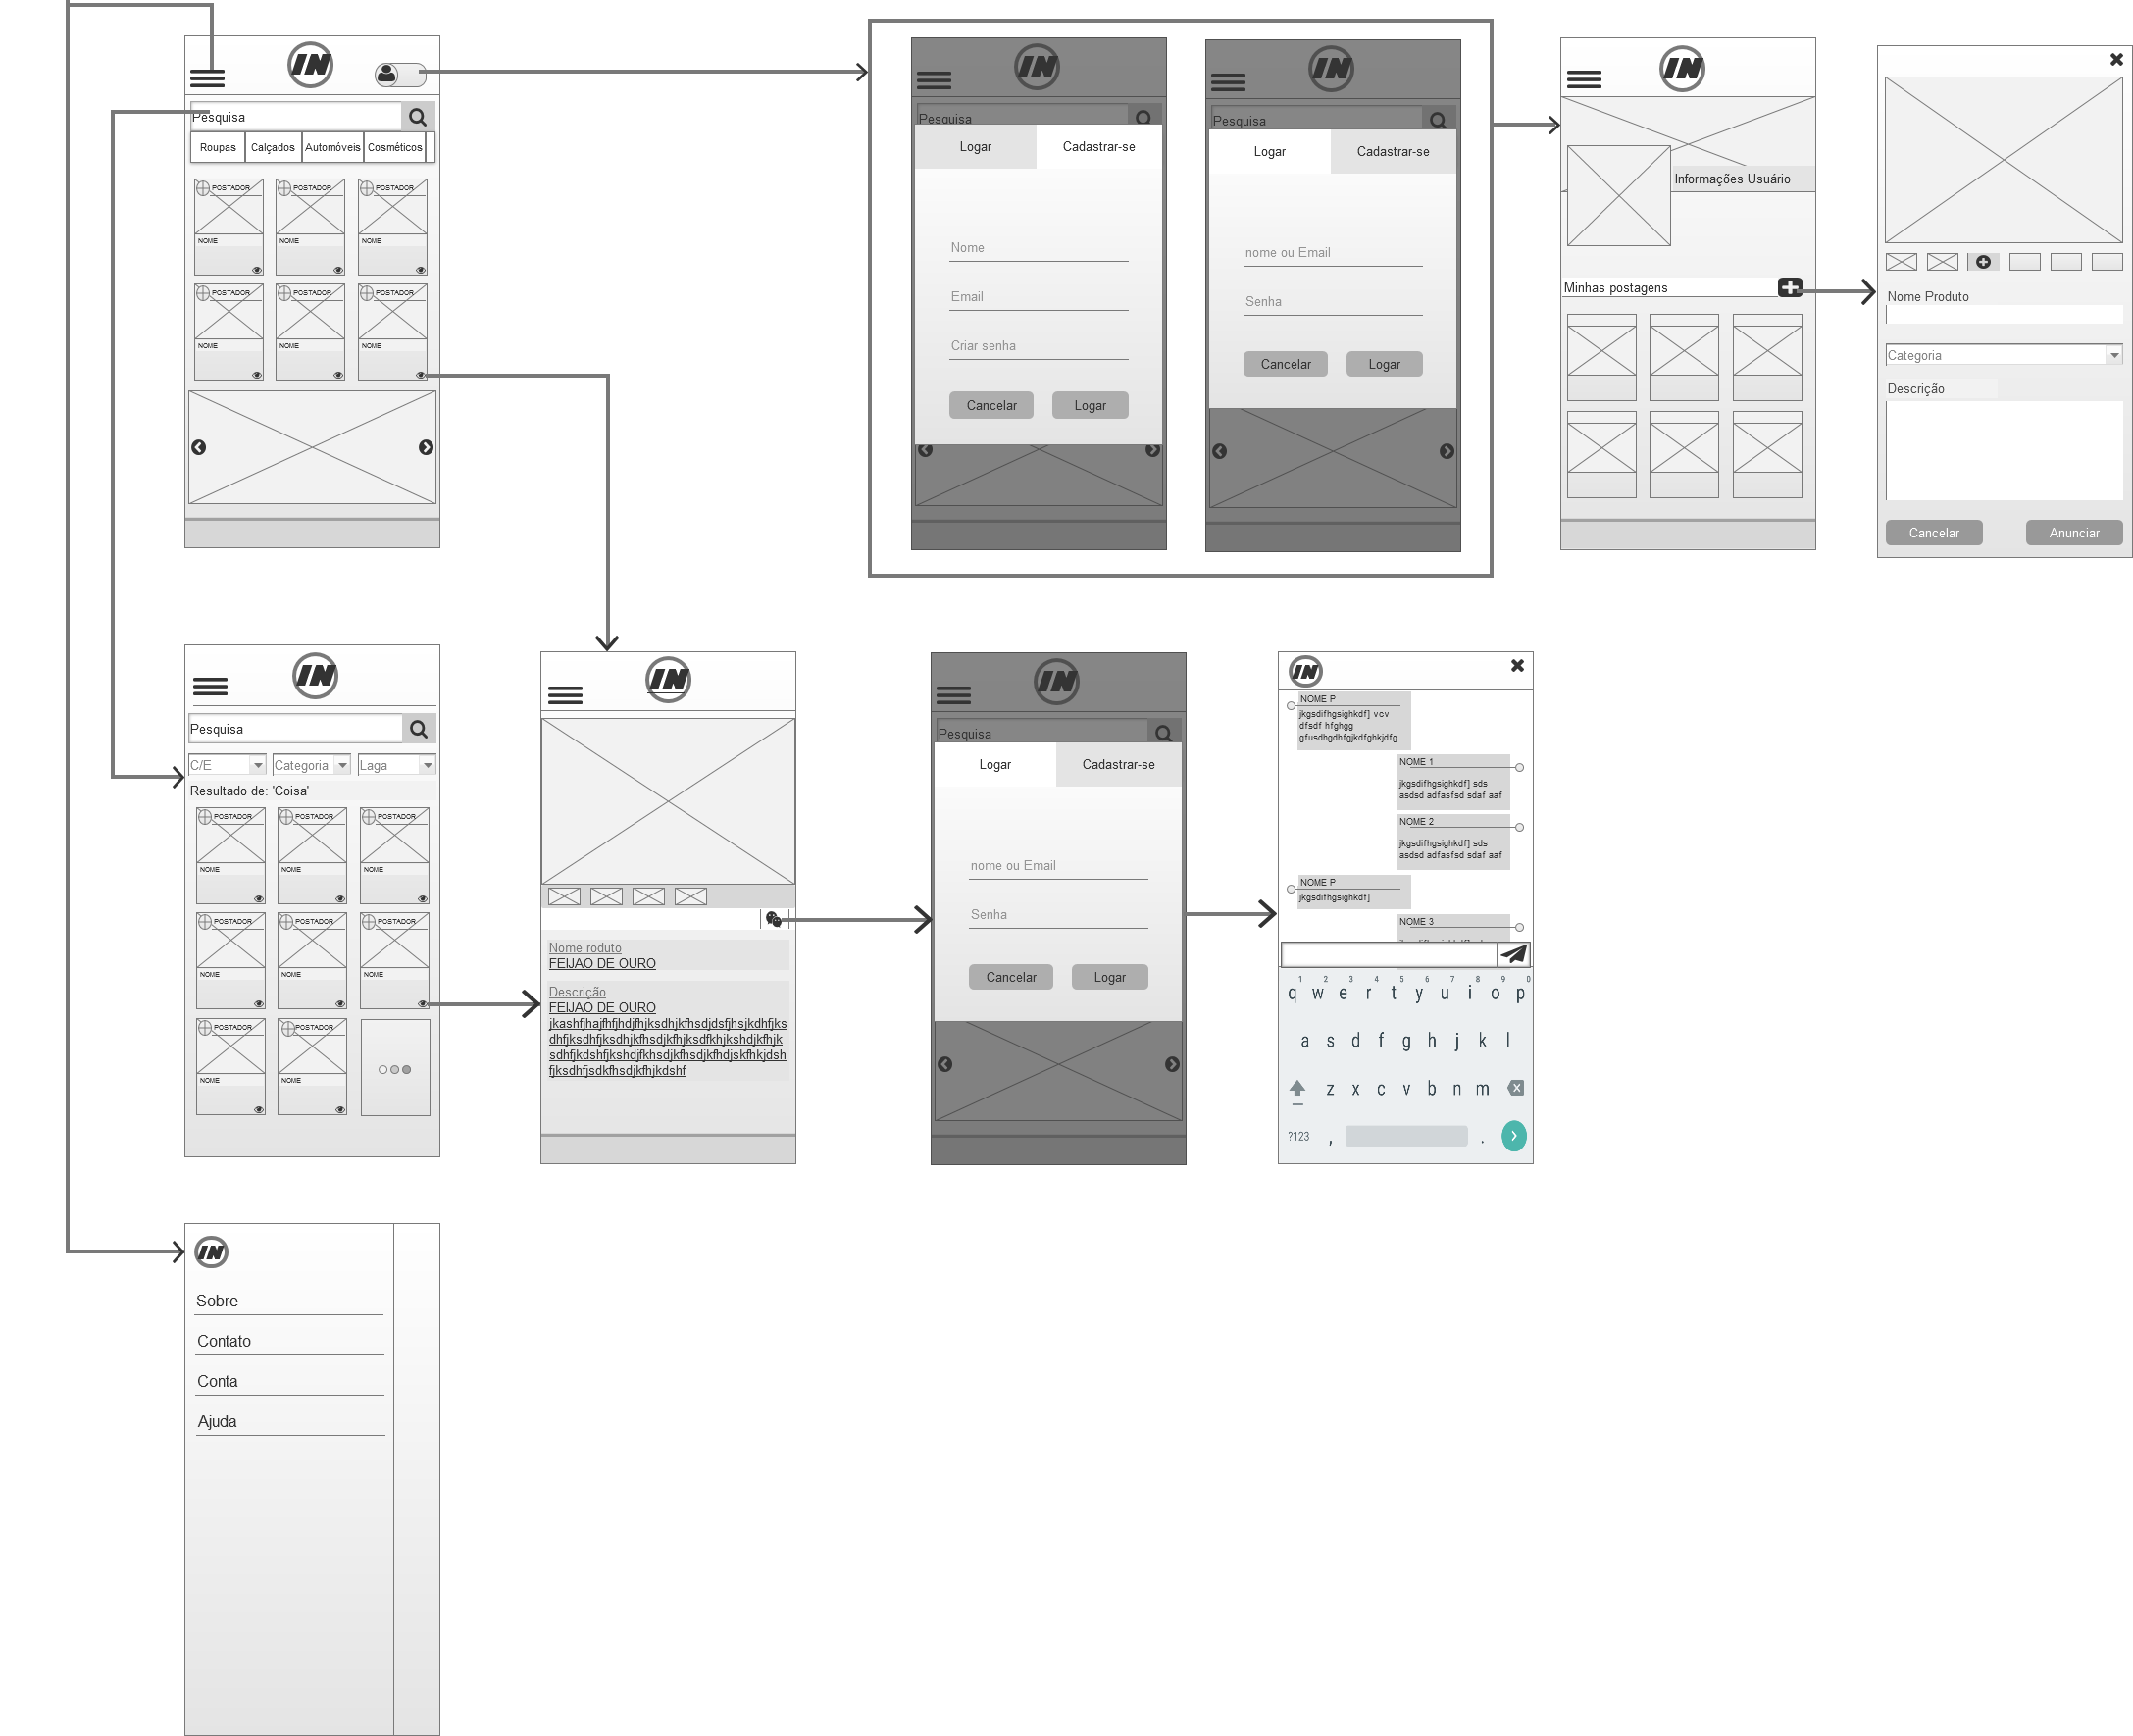 IN
Pesquisa
Roupas
Calçados
Automóveis
Cosméticos
POSTADOR
POSTADOR
POSTADOR
NOME
NOME
NOME
POSTADOR
POSTADOR
POSTADOR
NOME
NOME
NOME
IN
Pesquisa
Logar
Cadastrar-se
Nome
Email
Criar senha
Cancelar
Logar
IN
Pesquisa
Logar
Cadastrar-se
nome ou Email
Senha
Cancelar
Logar
IN
Informações Usuário
Minhas postagens
Nome Produto
Categoria
Descrição
Cancelar
Anunciar
IN
Pesquisa
C/E
Categoria
Laga
Resultado de: 'Coisa'
POSTADOR
POSTADOR
POSTADOR
NOME
NOME
NOME
POSTADOR
POSTADOR
POSTADOR
NOME
NOME
NOME
POSTADOR
POSTADOR
NOME
NOME
IN
Nome roduto
FEIJAO DE OURO
Descrição
FEIJAO DE OURO
jkashfjhajfhfjhdjfhjksdhjkfhsdjdsfjhsjkdhfjks
dhfjksdhfjksdhjkfhsdjkfhjksdfkhjkshdjkfhjk
sdhfjkdshfjkshdjfkhsdjkfhsdjkfhdjskfhkjdsh
fjksdhfjsdkfhsdjkfhjkdshf
IN
Pesquisa
Logar
Cadastrar-se
nome ou Email
Senha
Cancelar
Logar
IN
NOME P
jkgsdifhgsighkdf] vcv
dfsdf hfghgg
gfusdhgdhfgjkdfghkjdfg
NOME 1
jkgsdifhgsighkdf] sds
asdsd adfasfsd sdaf aaf
NOME 2
jkgsdifhgsighkdf] sds
asdsd adfasfsd sdaf aaf
NOME P
jkgsdifhgsighkdf]
NOME 3
1 2 3 4 5 6 7 8 9 0
q w e r t y u i o p
a s d f g h j k l
z x c v b n m
?123 , .
IN
Sobre
Contato
Conta
Ajuda